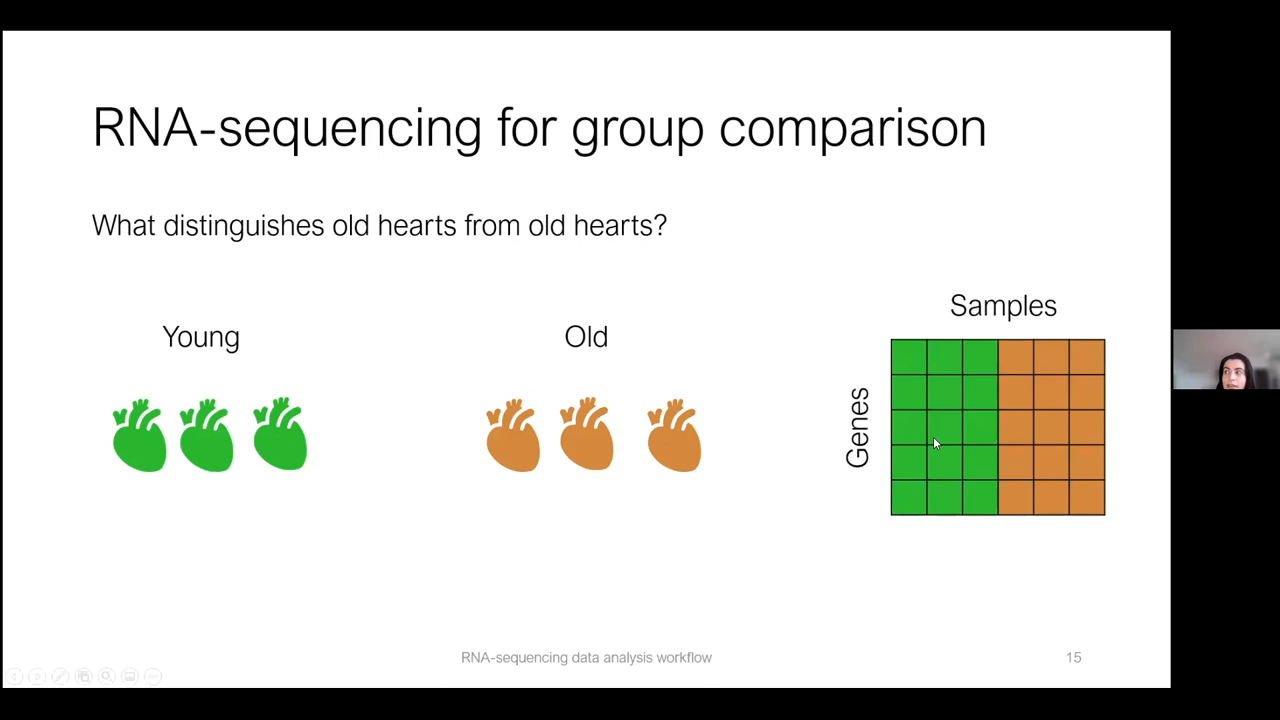 RNA-sequencing for group comparison
What distinguishes old hearts from old hearts?
Samples
Young
Old
Genes
RNA-sequencing data analysis workflow
15